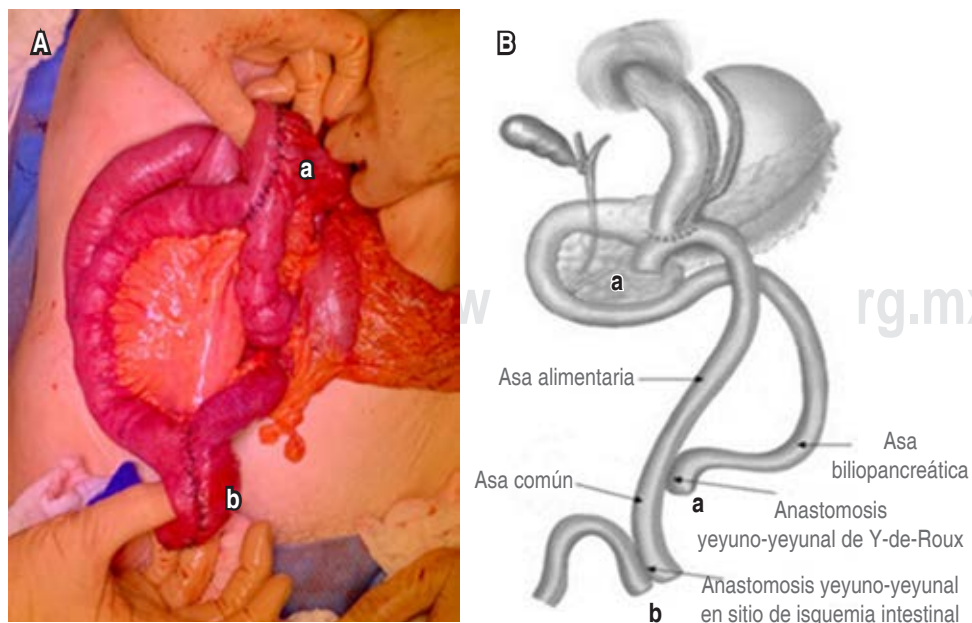 A
a
b
B
a
w
rg.mx
Asa alimentaria
Asa
biliopancreática
Asa común
a
Anastomosis
yeyuno-yeyunal de Y-de-Roux
Anastomosis yeyuno-yeyunal
b
en sitio de isquemia intestinal